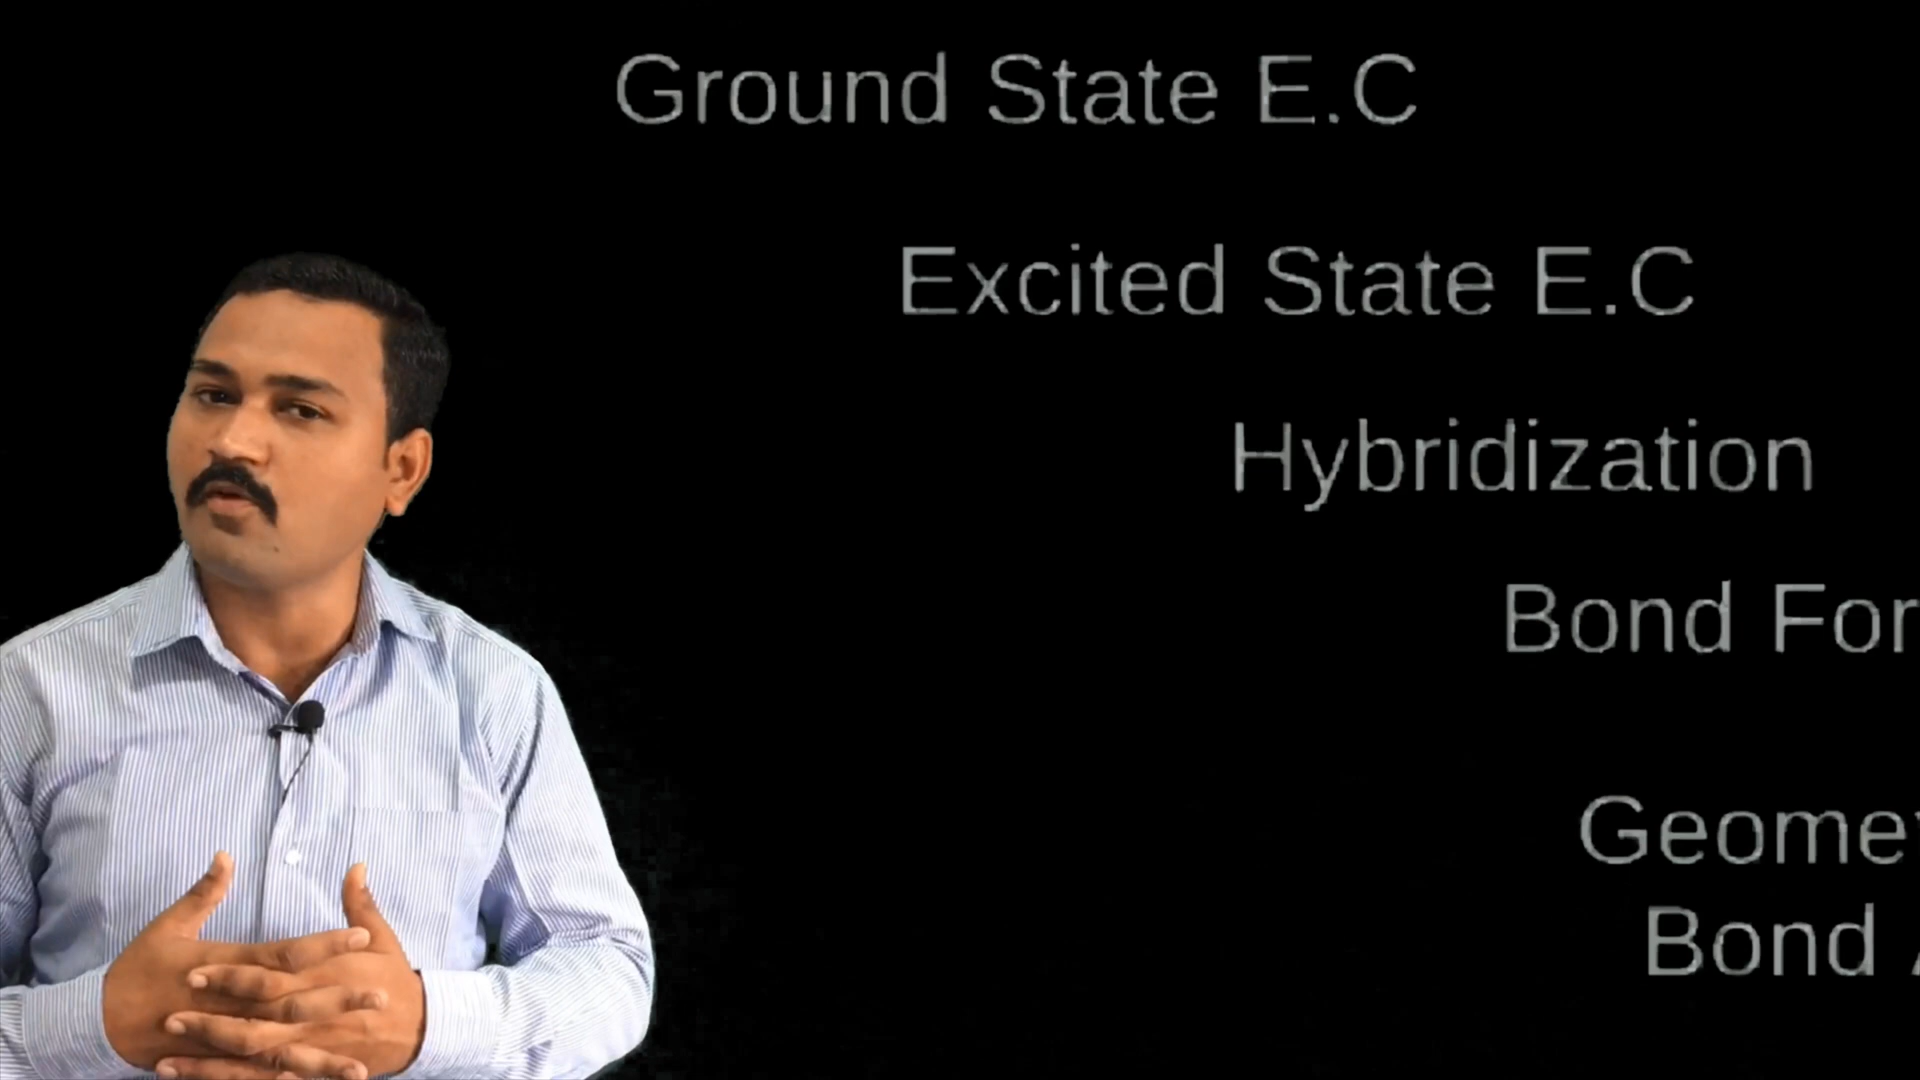 Ground State E.C
Excited State E.C
Hybridization
Bond For
Geome
Bond